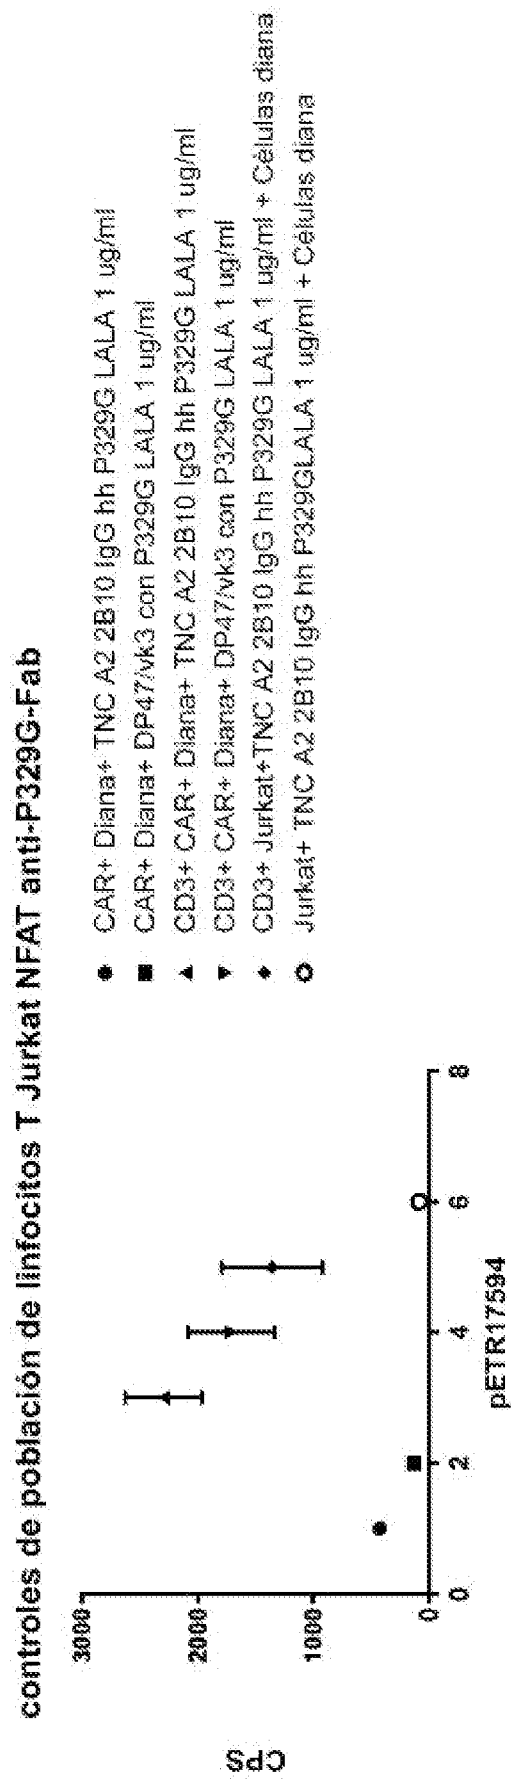 controles de población de linfocitos T Jurkat NFAT anti-P329G-Fab
CPS
3000
2000
1000
0
0
2
4
6
8
pETR17594
CAR+ Diana+ TNC A2 2B10 IgG hh P329G LALA 1 ug/ml
CAR+ Diana+ DP47/vk3 con P329G LALA 1 ug/ml
CD3+ CAR+ Diana+ TNC A2 2B10 IgG hh P329G LALA 1 ug/ml
CD3+ CAR+ Diana+ DP47/vk3 con P329G LALA 1 ug/ml
CD3+ Jurkat+TNC A2 2B10 IgG hh P329G LALA 1 ug/ml + Células diana
Jurkat+ TNC A2 2B10 IgG hh P329GLALA 1 ug/ml + Células diana